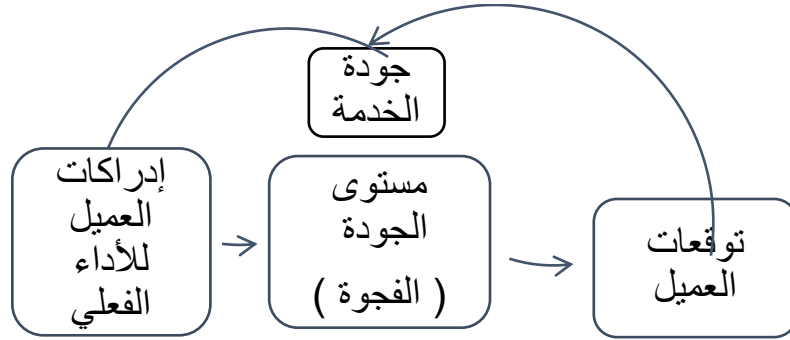 جودة
الخدمة
توقعات
العميل
مستوى
الجودة
( الفجوة )
إدراكات
العميل
للأداء
الفعلي